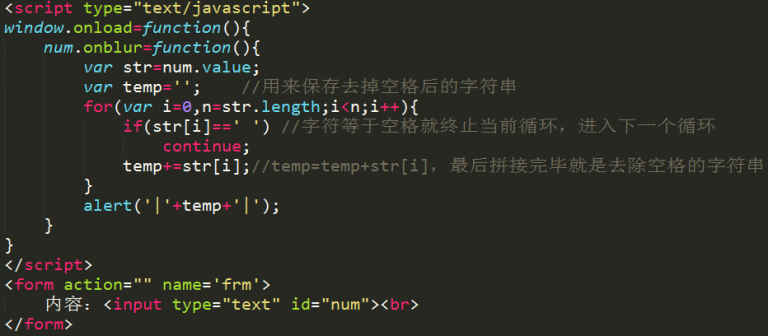 <script type="text/javascript">
window.onload=function(){
    num.onblur=function(){
        var str=num.value;
        var temp='';    //用来保存去掉空格后的字符串
        for(var i=0,n=str.length;i<n;i++){
            if(str[i]==' ') //字符等于空格就终止当前循环，进入下一个循环
                continue;
            temp+=str[i];//temp=temp+str[i]，最后拼接完毕就是去除空格的字符串
        }
        alert('|'+temp+'|');
    }
}
</script>
<form action="" name='frm'>
    内容：<input type="text" id="num"><br>
</form>